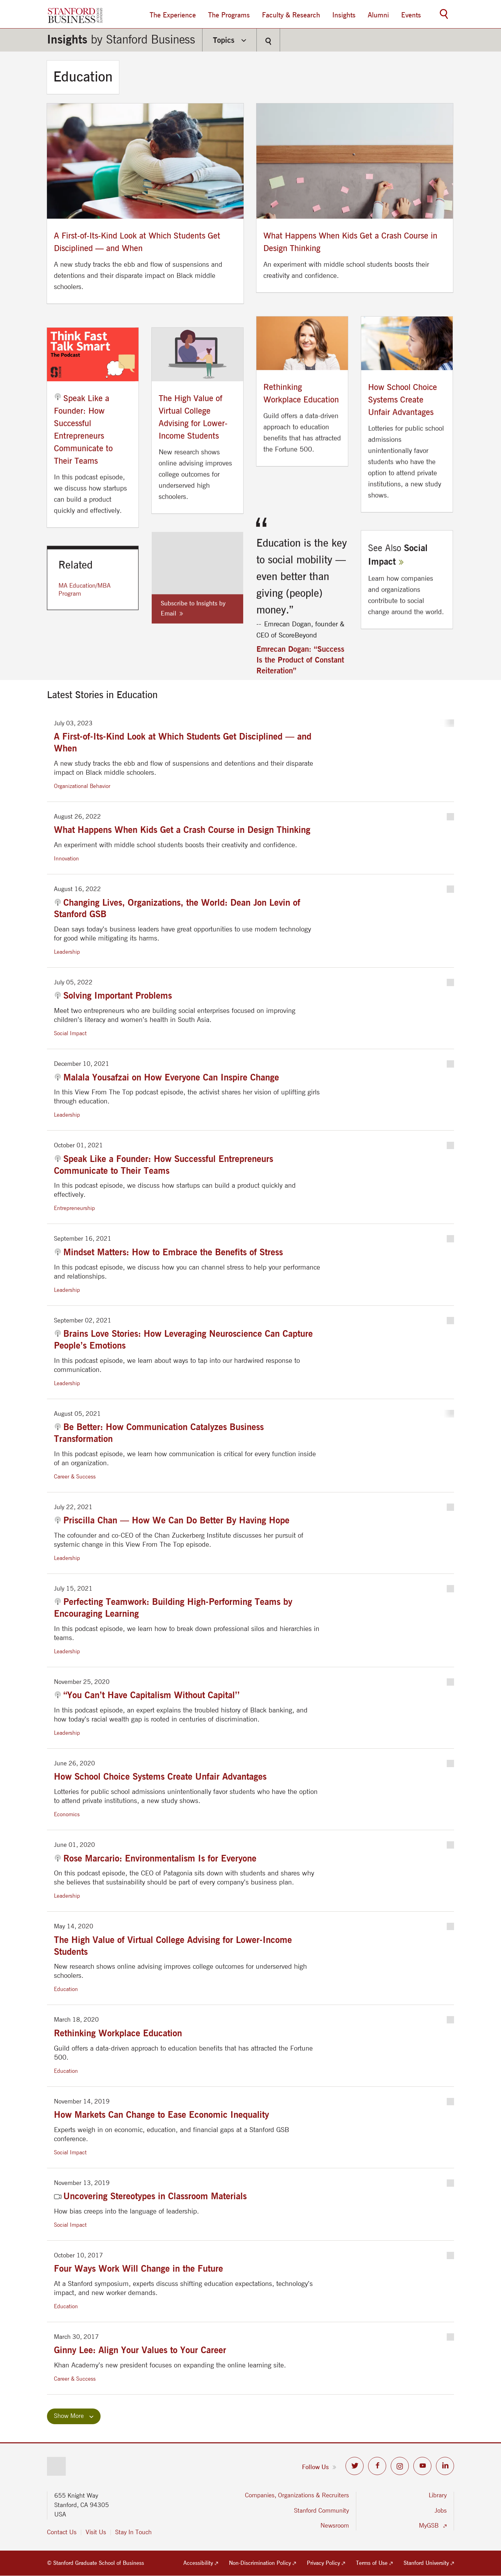 STANFORD
BUSINESS
The Experience
The Programs
Faculty & Research
Insights
Alumni
Events
Insights by Stanford Business
Topics
Education
A First-of-Its-Kind Look at Which Students Get
Disciplined — and When
A new study tracks the ebb and flow of suspensions and
detentions and their disparate impact on Black middle
schoolers.
What Happens When Kids Get a Crash Course in
Design Thinking
An experiment with middle school students boosts their
creativity and confidence.
Think Fast
Talk Smart
The Podcast
Speak Like a
Founder: How
Successful
Entrepreneurs
Communicate to
Their Teams
In this podcast episode,
we discuss how startups
can build a product
quickly and effectively.
The High Value of
Virtual College
Advising for Lower-
Income Students
New research shows
online advising improves
college outcomes for
underserved high
schoolers.
Rethinking
Workplace Education
Guild offers a data-driven
approach to education
benefits that has attracted
the Fortune 500.
How School Choice
Systems Create
Unfair Advantages
Lotteries for public school
admissions
unintentionally favor
students who have the
option to attend private
institutions, a new study
shows.
Related
MA Education/MBA
Program
Subscribe to Insights by
Email »
“
Education is the key
to social mobility —
even better than
giving (people)
money.”
-- Emrecan Dogan, founder &
CEO of ScoreBeyond
Emrecan Dogan: “Success
Is the Product of Constant
Reiteration”
See Also Social
Impact »
Learn how companies
and organizations
contribute to social
change around the world.
Latest Stories in Education
July 03, 2023
A First-of-Its-Kind Look at Which Students Get Disciplined — and
When
A new study tracks the ebb and flow of suspensions and detentions and their disparate
impact on Black middle schoolers.
Organizational Behavior
August 26, 2022
What Happens When Kids Get a Crash Course in Design Thinking
An experiment with middle school students boosts their creativity and confidence.
Innovation
August 16, 2022
Changing Lives, Organizations, the World: Dean Jon Levin of
Stanford GSB
Dean says today’s business leaders have great opportunities to use modern technology
for good while mitigating its harms.
Leadership
July 05, 2022
Solving Important Problems
Meet two entrepreneurs who are building social enterprises focused on improving
children’s literacy and women’s health in South Asia.
Social Impact
December 10, 2021
Malala Yousafzai on How Everyone Can Inspire Change
In this View From The Top podcast episode, the activist shares her vision of uplifting girls
through education.
Leadership
October 01, 2021
Speak Like a Founder: How Successful Entrepreneurs
Communicate to Their Teams
In this podcast episode, we discuss how startups can build a product quickly and
effectively.
Entrepreneurship
September 16, 2021
Mindset Matters: How to Embrace the Benefits of Stress
In this podcast episode, we discuss how you can channel stress to help your performance
and relationships.
Leadership
September 02, 2021
Brains Love Stories: How Leveraging Neuroscience Can Capture
People’s Emotions
In this podcast episode, we learn about ways to tap into our hardwired response to
communication.
Leadership
August 05, 2021
Be Better: How Communication Catalyzes Business
Transformation
In this podcast episode, we learn how communication is critical for every function inside
of an organization.
Career & Success
July 22, 2021
Priscilla Chan — How We Can Do Better By Having Hope
The cofounder and co-CEO of the Chan Zuckerberg Institute discusses her pursuit of
systemic change in this View From The Top episode.
Leadership
July 15, 2021
Perfecting Teamwork: Building High-Performing Teams by
Encouraging Learning
In this podcast episode, we learn how to break down professional silos and hierarchies in
teams.
Leadership
November 25, 2020
“You Can’t Have Capitalism Without Capital’’
In this podcast episode, an expert explains the troubled history of Black banking, and
how today’s racial wealth gap is rooted in centuries of discrimination.
Leadership
June 26, 2020
How School Choice Systems Create Unfair Advantages
Lotteries for public school admissions unintentionally favor students who have the option
to attend private institutions, a new study shows.
Economics
June 01, 2020
Rose Marcario: Environmentalism Is for Everyone
On this podcast episode, the CEO of Patagonia sits down with students and shares why
she believes that sustainability should be part of every company’s business plan.
Leadership
May 14, 2020
The High Value of Virtual College Advising for Lower-Income
Students
New research shows online advising improves college outcomes for underserved high
schoolers.
Education
March 18, 2020
Rethinking Workplace Education
Guild offers a data-driven approach to education benefits that has attracted the Fortune
500.
Education
November 14, 2019
How Markets Can Change to Ease Economic Inequality
Experts weigh in on economic, education, and financial gaps at a Stanford GSB
conference.
Social Impact
November 13, 2019
Uncovering Stereotypes in Classroom Materials
How bias creeps into the language of leadership.
Social Impact
October 10, 2017
Four Ways Work Will Change in the Future
At a Stanford symposium, experts discuss shifting education expectations, technology’s
impact, and new worker demands.
Education
March 30, 2017
Ginny Lee: Align Your Values to Your Career
Khan Academy’s new president focuses on expanding the online learning site.
Career & Success
Show More
Follow Us
655 Knight Way
Stanford, CA 94305
USA
Contact Us
Visit Us
Stay In Touch
Companies, Organizations & Recruiters
Stanford Community
Newsroom
Library
Jobs
MyGSB
© Stanford Graduate School of Business
Accessibility
Non-Discrimination Policy
Privacy Policy
Terms of Use
Stanford University